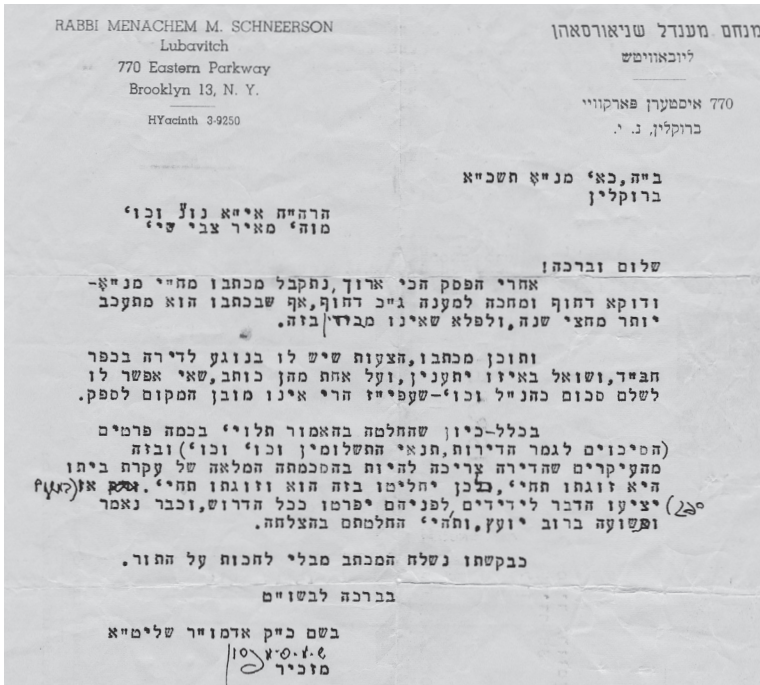 RABBI MENACHEM M. SCHNEERSON
Lubavitch
770 Eastern Parkway
Brooklyn 13, N. Y.
HYacinth 3-9250
מנחם מענדל שניאורסאהן
ליובאוויטש
770 איסטערן פארקוויי
ברוקלין, נ. י.
ב"ה, כא' מנ"א תשכ"א
ברוקלין
הרה"ח אי"א נו"נ וכו'
מוה' מאיר צבי שי'
שלום וברכה!
אחרי הפסק הכי ארוך, נתקבל מכתבו מח"י מנ"א-
ודוקא דחוף ומחכה למענה ג"כ דחוף, אף שבכתבו הוא מתעכב
יותר מחצי שנה, ולפלא שאינו בזה.
ותוכן מכתבו, הצעות שיש לו בנוגע לדירה בכפר
חב"ד, ושואל באיזו יתענין, ועל אחת מהן כותב, שאי אפשר לו
לשלם סכום כהנ"ל וכו'-שעפי"ז הרי אינו מובן המקום לספק.
בכלל-כיון שההחלטה בהאמור תלוי' בכמה פרטים
(הסיכוים לגמר הדירות, תנאי התשלומין וכו' וכו') ובזה
מהעיקרים שהדירה צריכה להיות בהסכמתה המלאה של עקרת ביתו
היא זוגתו תחי', לכן יחליטו בזה הוא וזוגתו תחי'. אז
יציעו הדבר לידידים, לפניהם יפרטו ככל הדרוש, וכבר נאמר
ותשועה ברוב יועץ, ותהי' החלטתם בהצלחה.
כבקשתו נשלח המכתב מבלי לחכות על התור.
בברכה לבשו"ט
בשם כ"ק אדמו"ר שליט"א
מזכיר